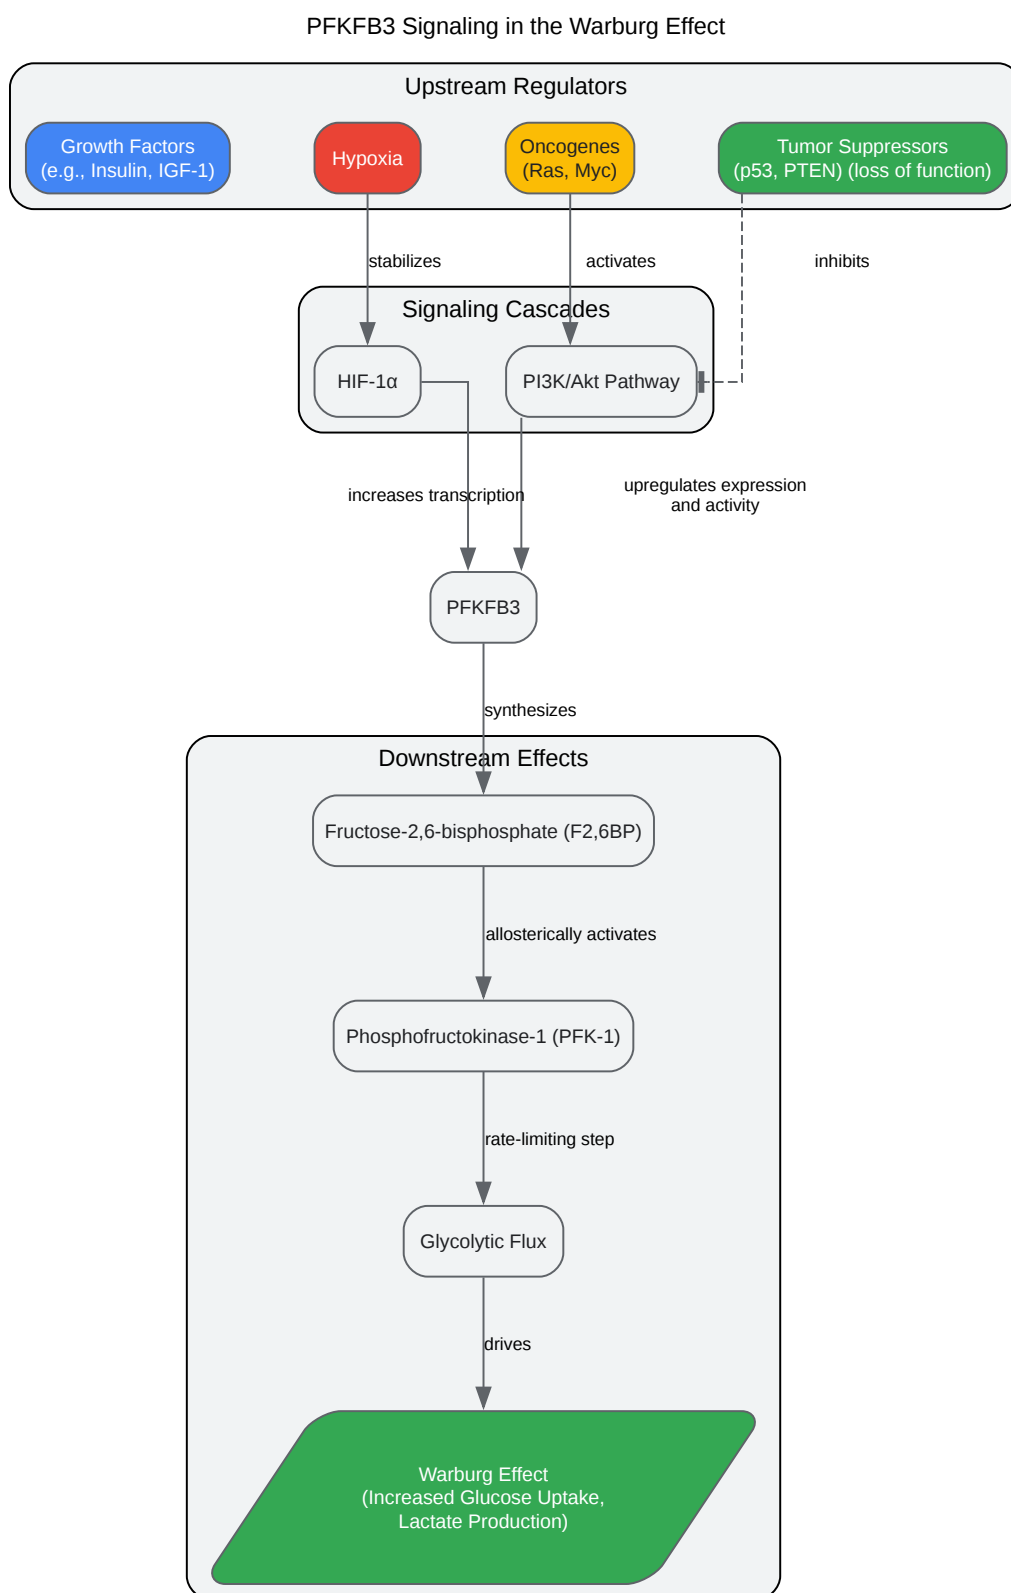 PFKFB3 Signaling in the Warburg Effect
Upstream Regulators
Growth Factors
(e.g., Insulin, IGF-1)
Hypoxia
Oncogenes
(Ras, Myc)
Tumor Suppressors
(p53, PTEN) (loss of function)
stabilizes
activates
inhibits
Signaling Cascades
HIF-1α
PI3K/Akt Pathway
increases transcription
upregulates expression
and activity
PFKFB3
synthesizes
Downstream Effects
Fructose-2,6-bisphosphate (F2,6BP)
allosterically activates
Phosphofructokinase-1 (PFK-1)
rate-limiting step
Glycolytic Flux
drives
Warburg Effect
(Increased Glucose Uptake,
Lactate Production)